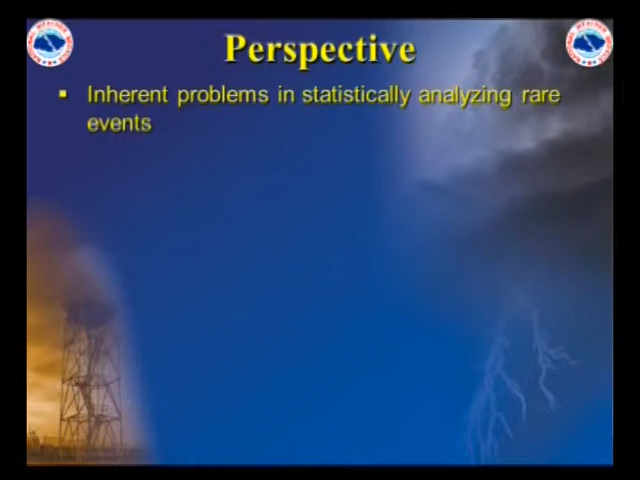 Perspective
▪ Inherent problems in statistically analyzing rare
events